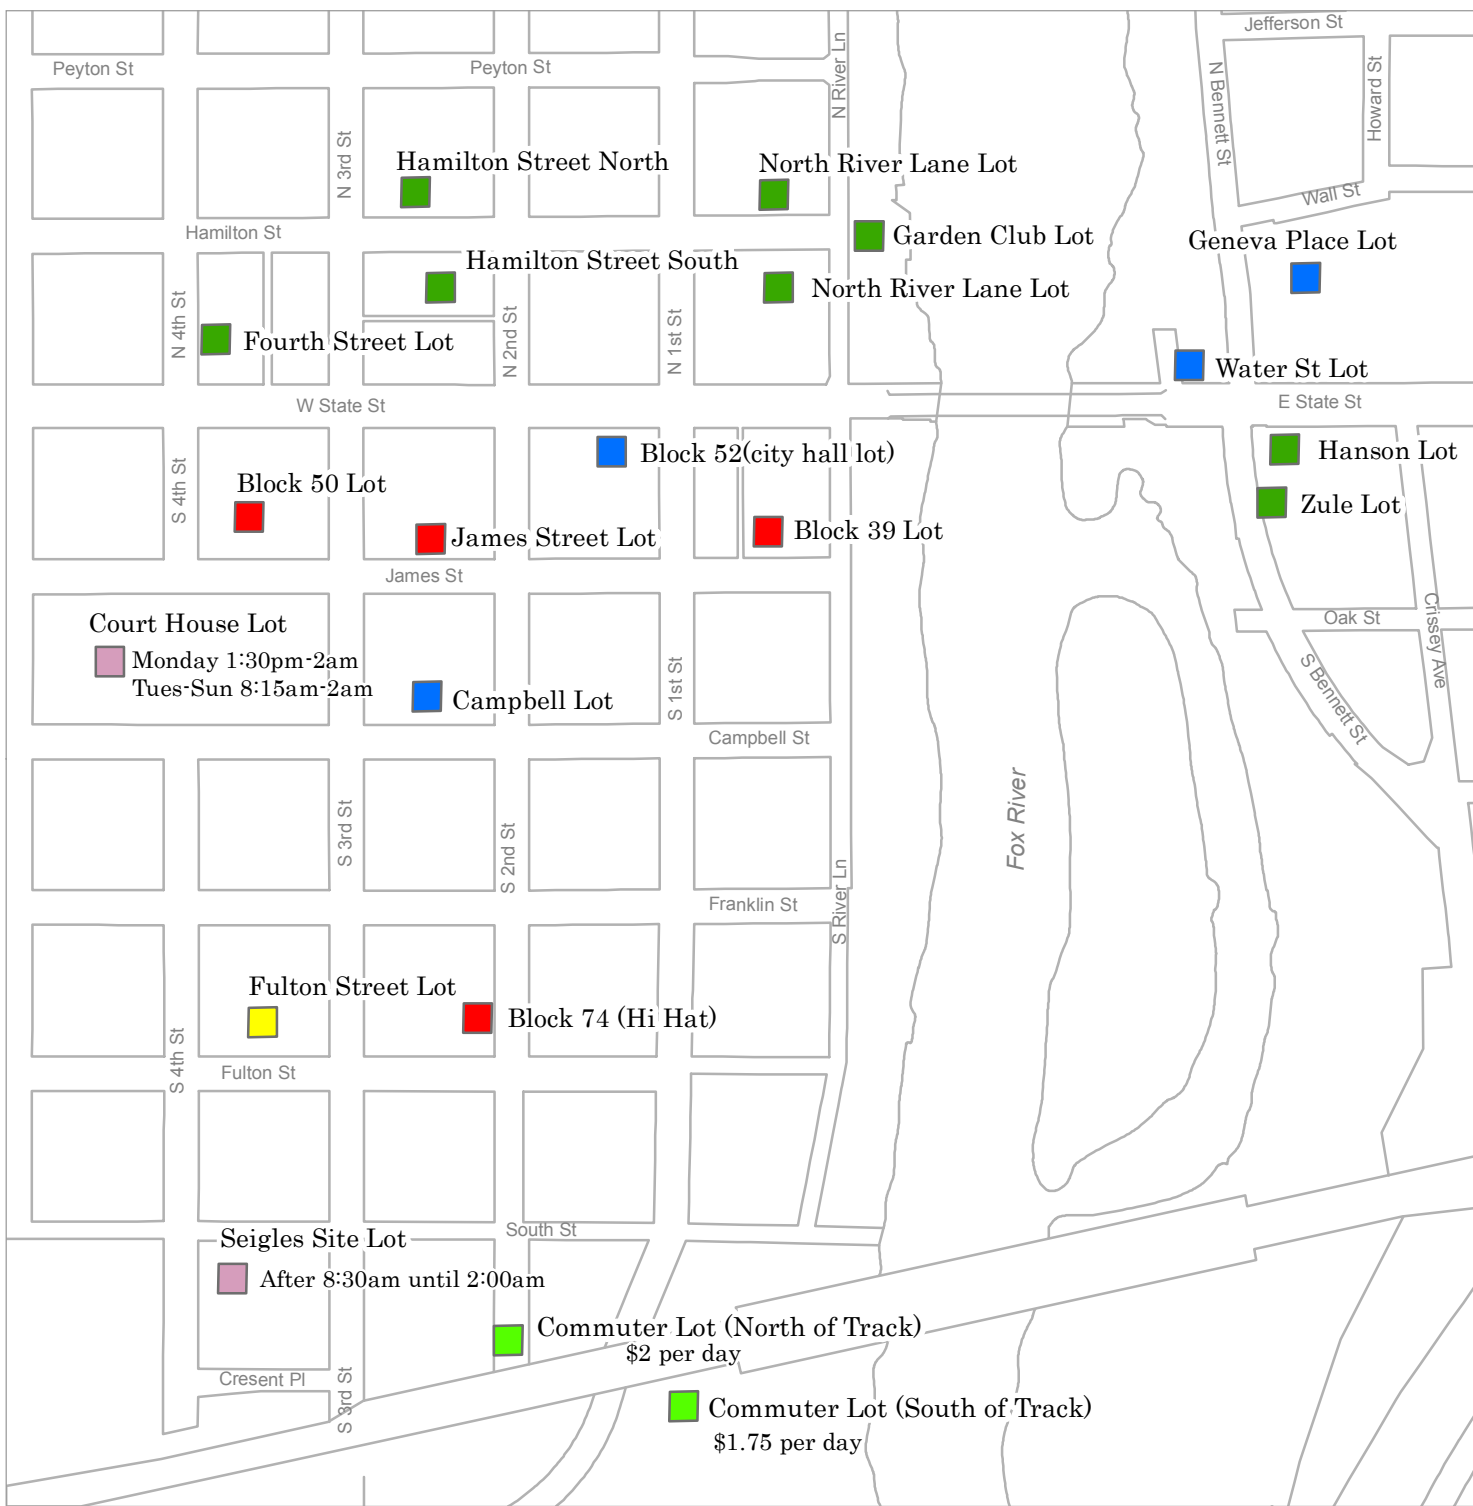 Jefferson St
Peyton St
Peyton St
N River Ln
N Bennett St
Howard St
N 3rd St
Hamilton Street North
North River Lane Lot
Wall St
Hamilton St
Garden Club Lot
Geneva Place Lot
Hamilton Street South
North River Lane Lot
N 4th St
N 2nd St
N 1st St
Fourth Street Lot
Water St Lot
W State St
E State St
Block 52(city hall lot)
Hanson Lot
S 4th St
Block 50 Lot
Zule Lot
James Street Lot
Block 39 Lot
James St
Court House Lot
Oak St
Crissey Ave
Monday 1:30pm-2am
Tues-Sun 8:15am-2am
S 1st St
S Bennett St
Campbell Lot
Campbell St
Fox River
S 3rd St
S 2nd St
Franklin St
S River Ln
Fulton Street Lot
Block 74 (Hi Hat)
S 4th St
Fulton St
South St
Seigles Site Lot
After 8:30am until 2:00am
Commuter Lot (North of Track)
$2 per day
Cresent Pl
S 3rd St
Commuter Lot (South of Track)
$1.75 per day